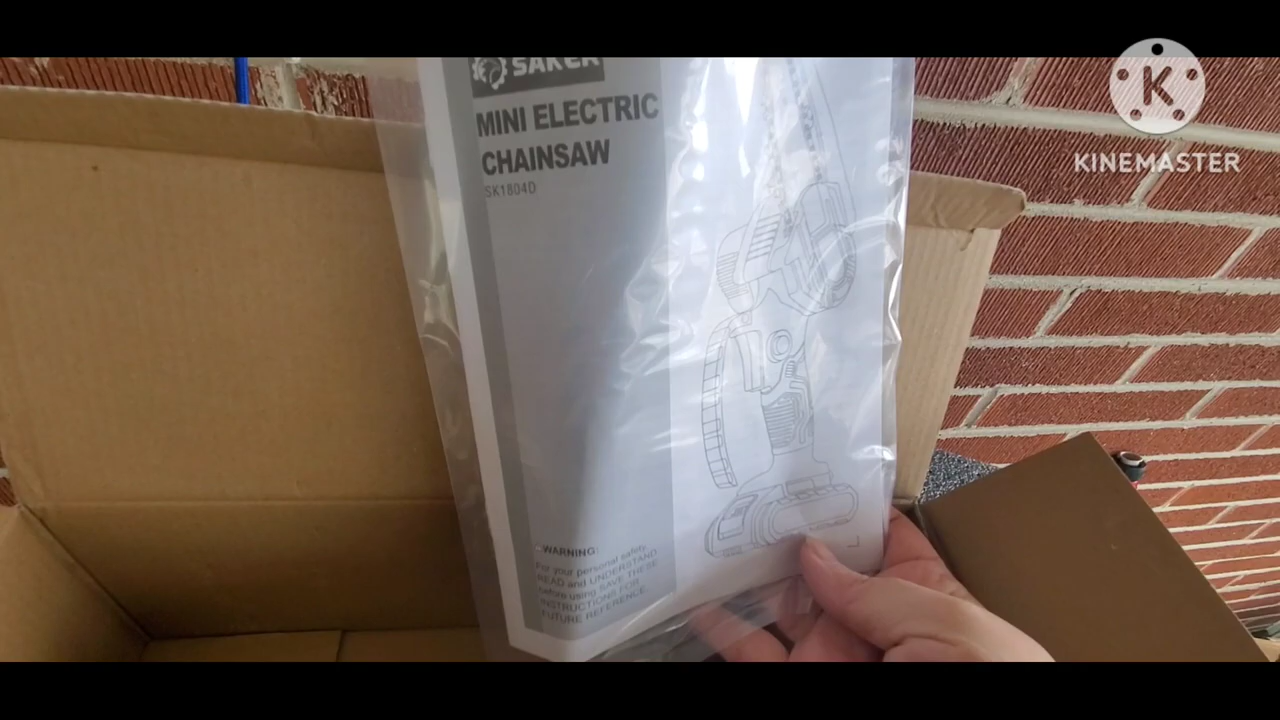 SAKER
MINI ELECTRIC
CHAINSAW
SK1804D
WARNING:
For your personal safety,
READ and UNDERSTAND
before using SAVE THESE
INSTRUCTIONS FOR
FUTURE REFERENCE.
K
KINEMASTER